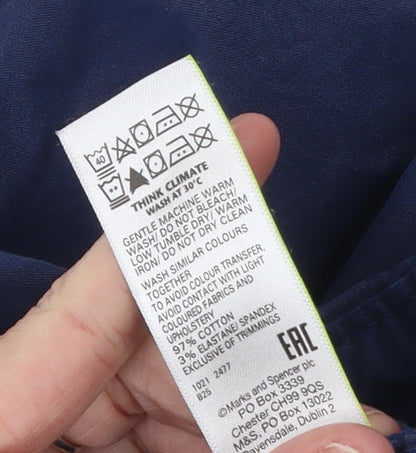 40
THINK CLIMATE
WASH AT 30°C
GENTLE MACHINE WARM
WASH/ DO NOT BLEACH/
LOW TUMBLE DRY/ WARM
IRON/ DO NOT DRY CLEAN
WASH SIMILAR COLOURS
TOGETHER
TO AVOID COLOUR TRANSFER,
AVOID CONTACT WITH LIGHT
COLOURED FABRICS AND
UPHOLSTERY
97% COTTON
3% ELASTANE/ SPANDEX
EXCLUSIVE OF TRIMMINGS
1021 2477
B25
EAC
©Marks and Spencer plc
PO Box 3339
Chester CH99 9QS
M&S, PO Box 13022
Ravensdale, Dublin 2